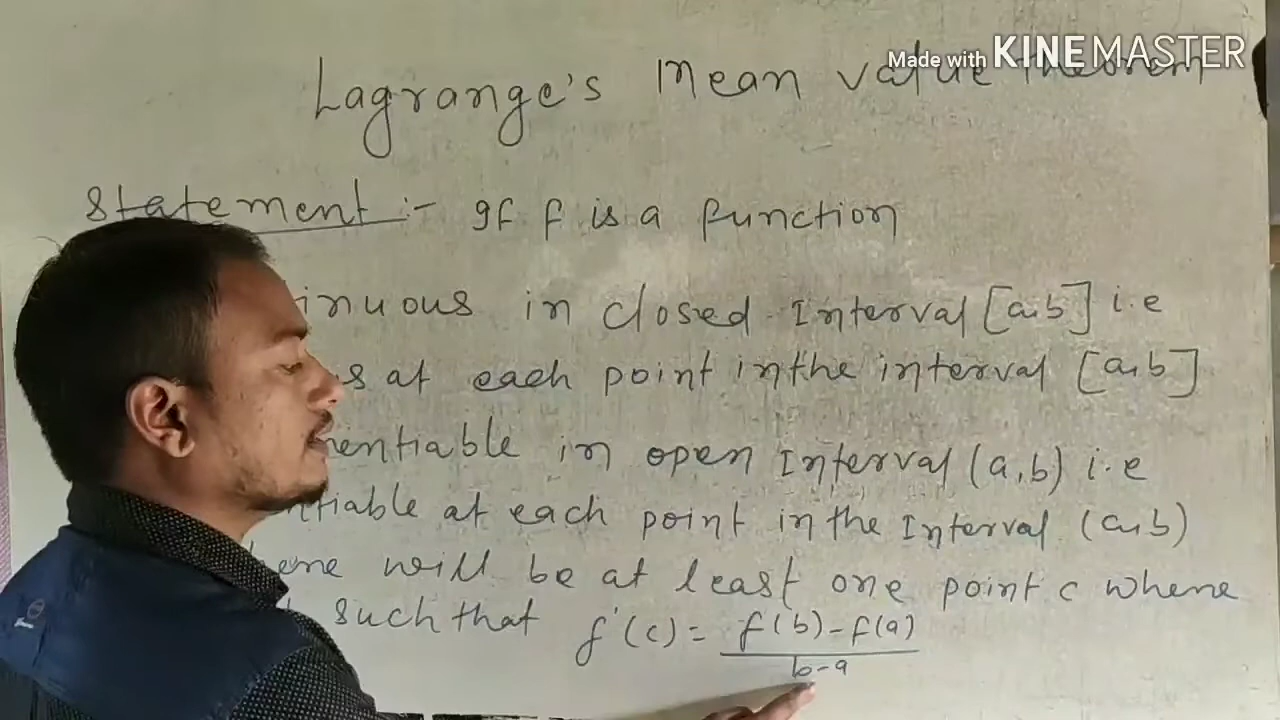 Made with KINEMASTER
Lagrange's Mean value Theorem
Statement :- If f is a function
inuous in closed Interval [a,b] i.e
s at each point in the interval [a,b]
rentiable in open Interval (a,b) i.e
ntiable at each point in the Interval (a,b)
ere will be at least one point c where
such that f'(c) = f(b)-f(a)
b-a